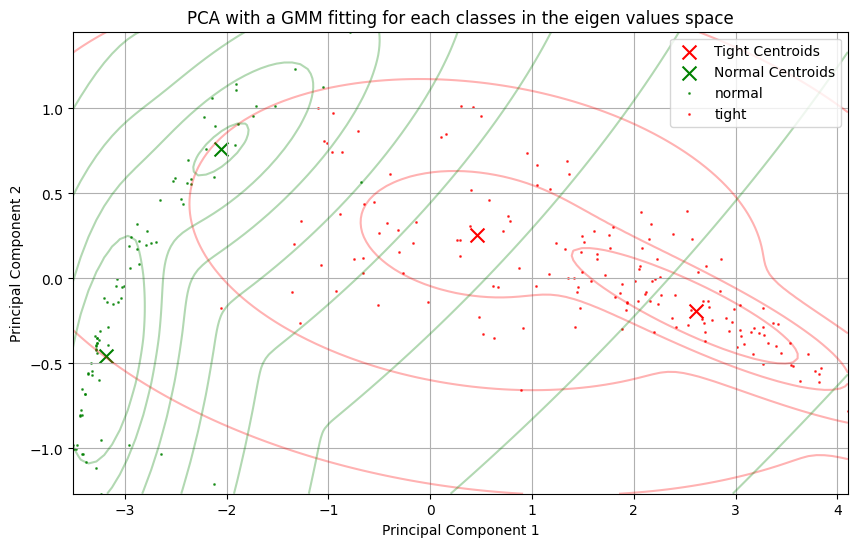 PCA with a GMM fitting for each classes in the eigen values space
Tight Centroids
Normal Centroids
normal
tight
1.0
0.5
0.0
−0.5
−1.0
Principal Component 2
−3 −2 −1 0 1 2 3 4
Principal Component 1